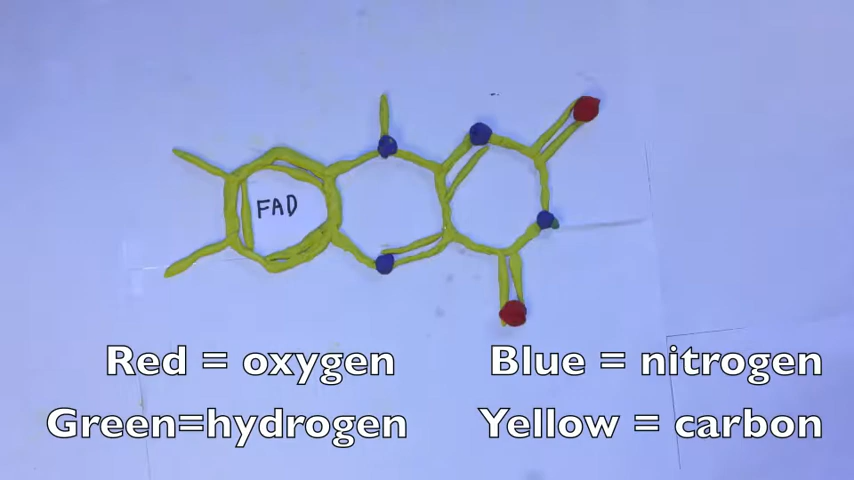 FAD
Red = oxygen
Blue = nitrogen
Green=hydrogen
Yellow = carbon